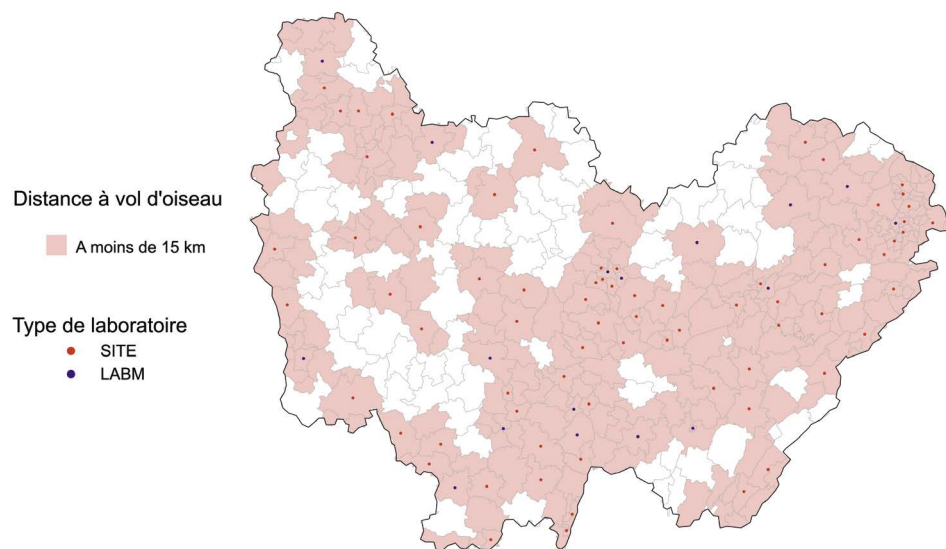 Distance à vol d'oiseau
A moins de 15 km
Type de laboratoire
SITE
LABM